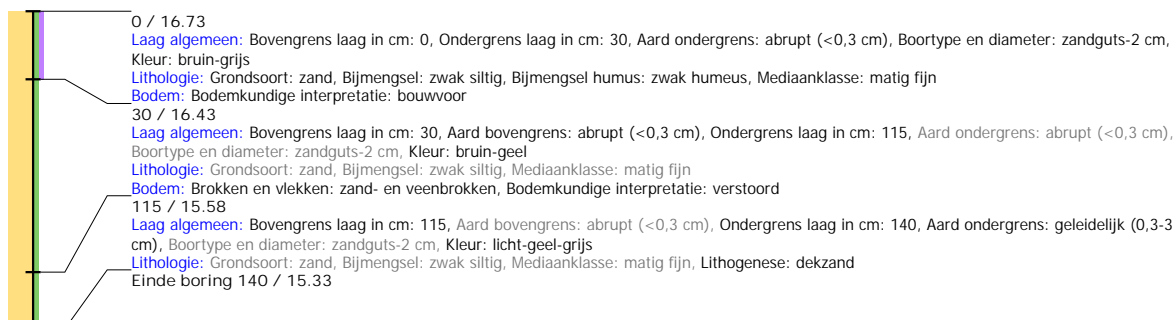 0 / 16.73
Laag algemeen: Bovengrens laag in cm: 0, Ondergrens laag in cm: 30, Aard ondergrens: abrupt (<0,3 cm), Boortype en diameter: zandguts-2 cm,
Kleur: bruin-grijs
Lithologie: Grondsoort: zand, Bijmengsel: zwak siltig, Bijmengsel humus: zwak humeus, Mediaanklasse: matig fijn
Bodem: Bodemkundige interpretatie: bouwvoor
30 / 16.43
Laag algemeen: Bovengrens laag in cm: 30, Aard bovengrens: abrupt (<0,3 cm), Ondergrens laag in cm: 115, Aard ondergrens: abrupt (<0,3 cm),
Boortype en diameter: zandguts-2 cm, Kleur: bruin-geel
Lithologie: Grondsoort: zand, Bijmengsel: zwak siltig, Mediaanklasse: matig fijn
Bodem: Brokken en vlekken: zand- en veenbrokken, Bodemkundige interpretatie: verstoord
115 / 15.58
Laag algemeen: Bovengrens laag in cm: 115, Aard bovengrens: abrupt (<0,3 cm), Ondergrens laag in cm: 140, Aard ondergrens: geleidelijk (0,3-3
cm), Boortype en diameter: zandguts-2 cm, Kleur: licht-geel-grijs
Lithologie: Grondsoort: zand, Bijmengsel: zwak siltig, Mediaanklasse: matig fijn, Lithogenese: dekzand
Einde boring 140 / 15.33